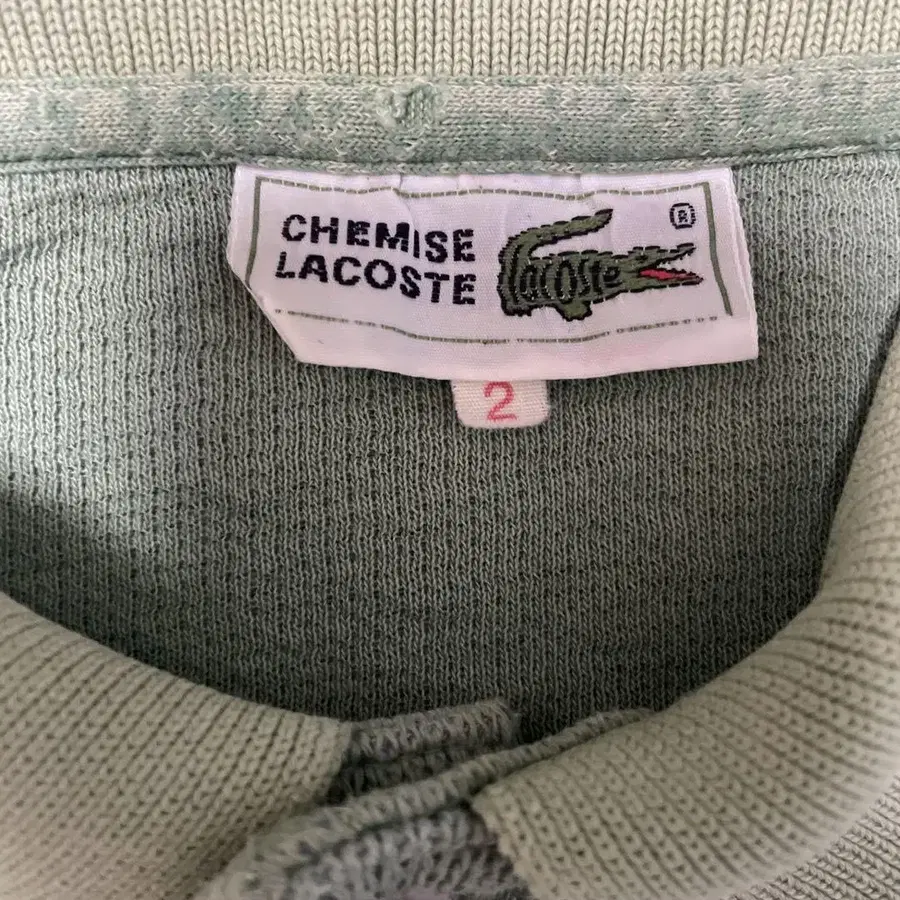 CHEMISE
LACOSTE
Lacoste
®
2